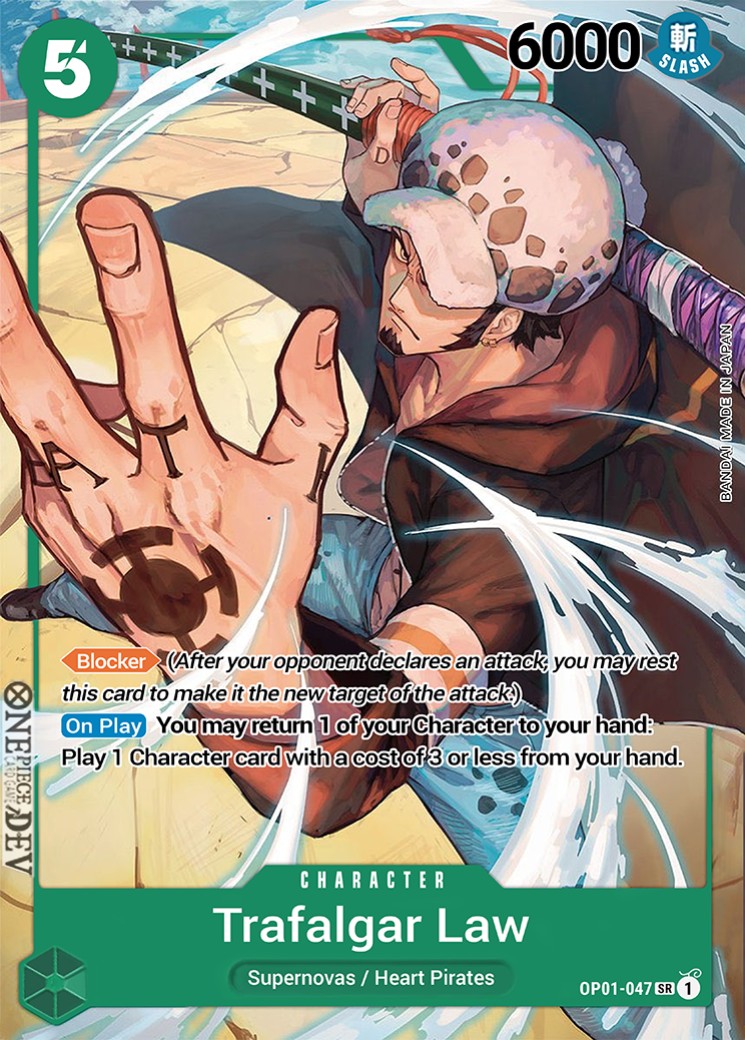 5
6000
斬
SLASH
D
A T I
BANDAI MADE IN JAPAN
Blocker (After your opponent declares an attack, you may rest
this card to make it the new target of the attack.)
On Play You may return 1 of your Character to your hand:
Play 1 Character card with a cost of 3 or less from your hand.
ONE PIECE
CARD GAME
/DEV
CHARACTER
Trafalgar Law
Supernovas / Heart Pirates
OP01-047 SR 1